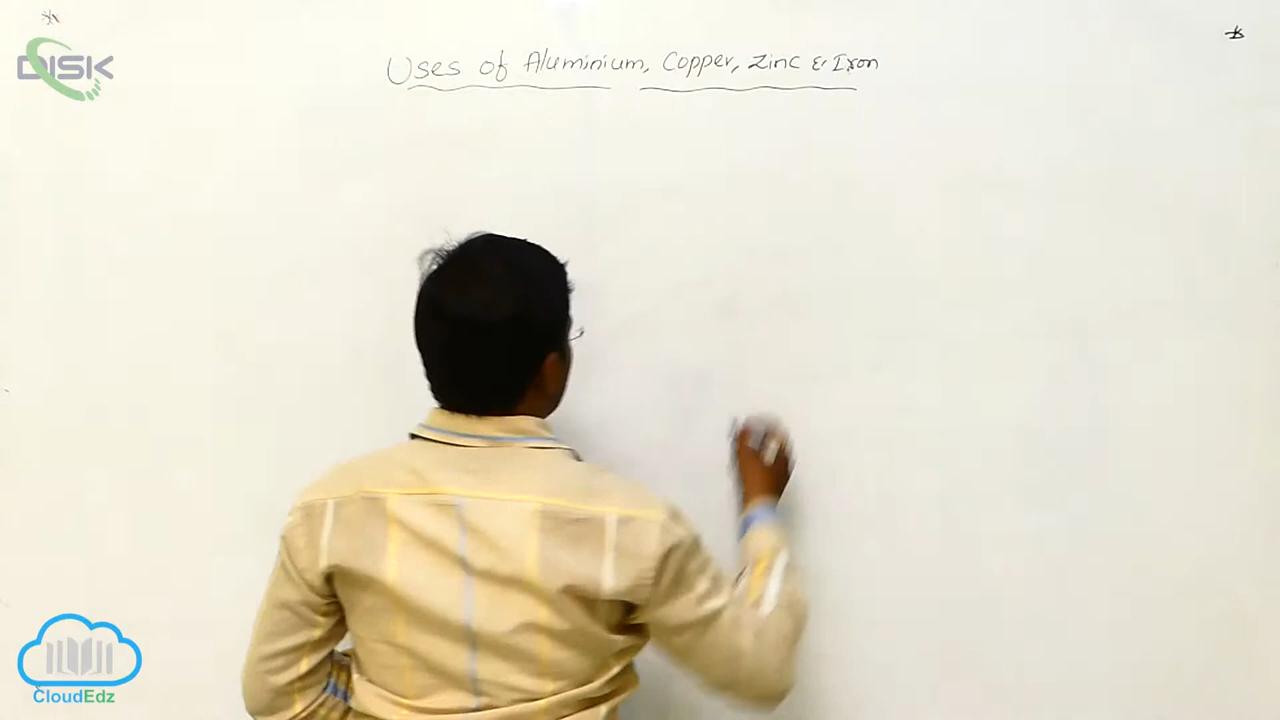 DISK
Uses of Aluminium, Copper, Zinc & Iron
CloudEdz